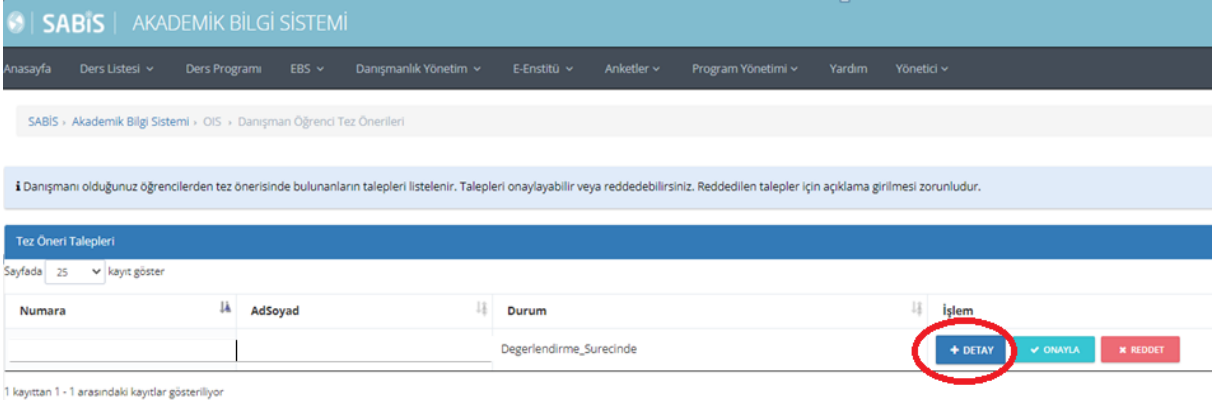 SABİS | AKADEMİK BİLGİ SİSTEMİ
Anasayfa Ders Listesi Ders Programı EBS Danışmanlık Yönetim E-Enstitü Anketler Program Yönetimi Yardım Yönetici
SABİS › Akademik Bilgi Sistemi › OIS › Danışman Öğrenci Tez Önerileri
i Danışmanı olduğunuz öğrencilerden tez önerisinde bulunanların talepleri listelenir. Talepleri onaylayabilir veya reddedebilirsiniz. Reddedilen talepler için açıklama girilmesi zorunludur.
Tez Öneri Talepleri
Sayfada 25 kayıt göster
Numara AdSoyad Durum İşlem
Degerlendirme_Surecinde + DETAY ✓ ONAYLA ✖ REDDET
1 kayıttan 1 - 1 arasındaki kayıtlar gösteriliyor